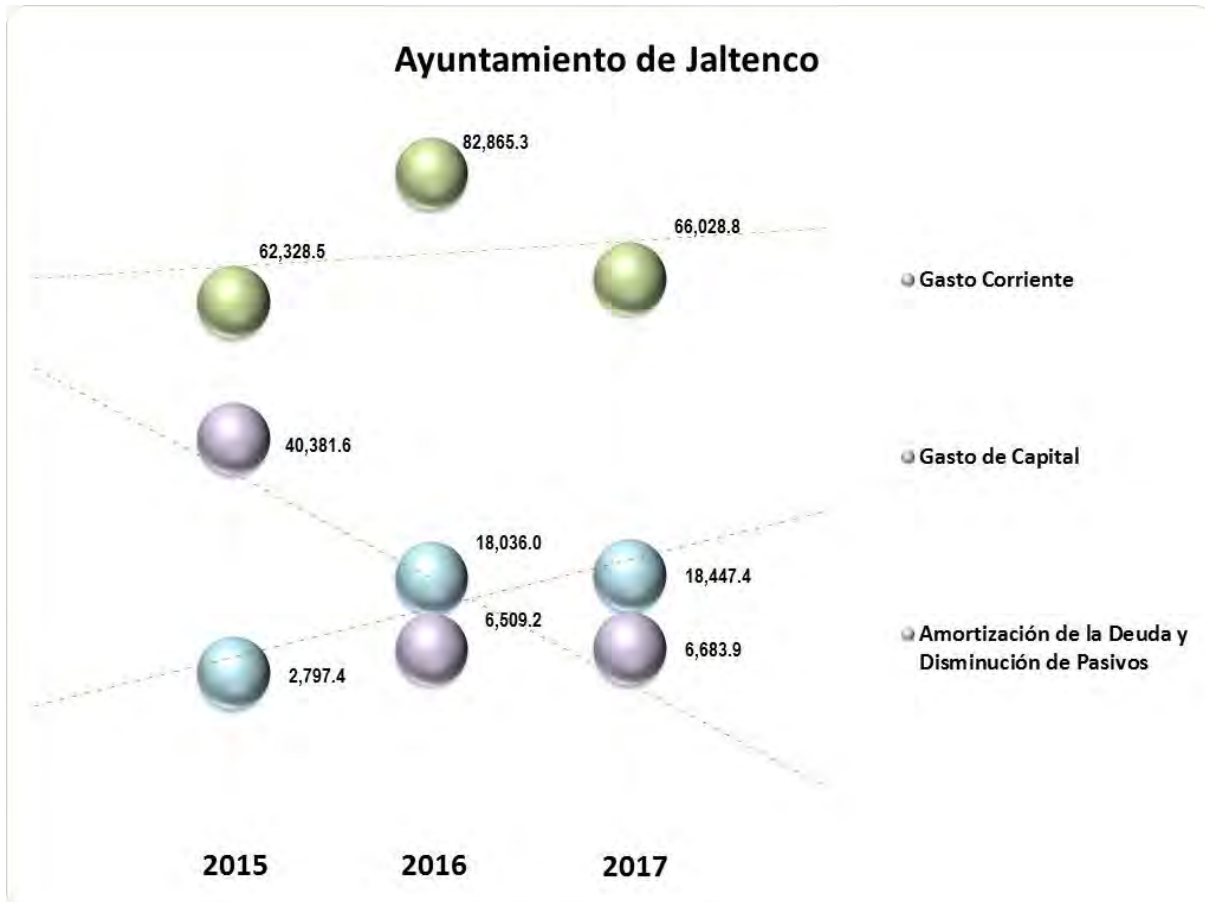 Ayuntamiento de Jaltenco
82,865.3
66,028.8
62,328.5
Gasto Corriente
40,381.6
Gasto de Capital
18,036.0
18,447.4
6,509.2
6,683.9
2,797.4
Amortización de la Deuda y
Disminución de Pasivos
2015
2016
2017